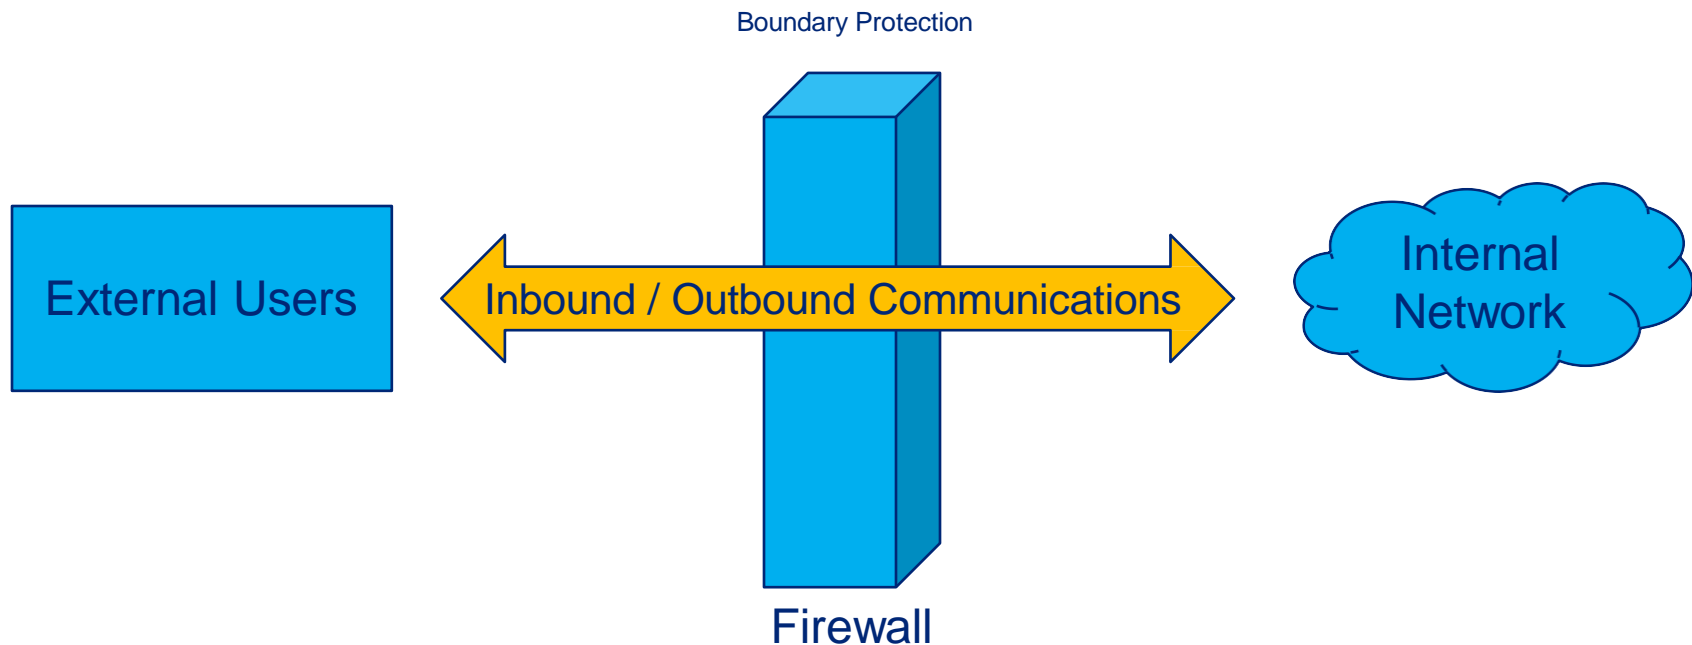 Boundary Protection
External Users
Inbound / Outbound Communications
Internal
Network
Firewall